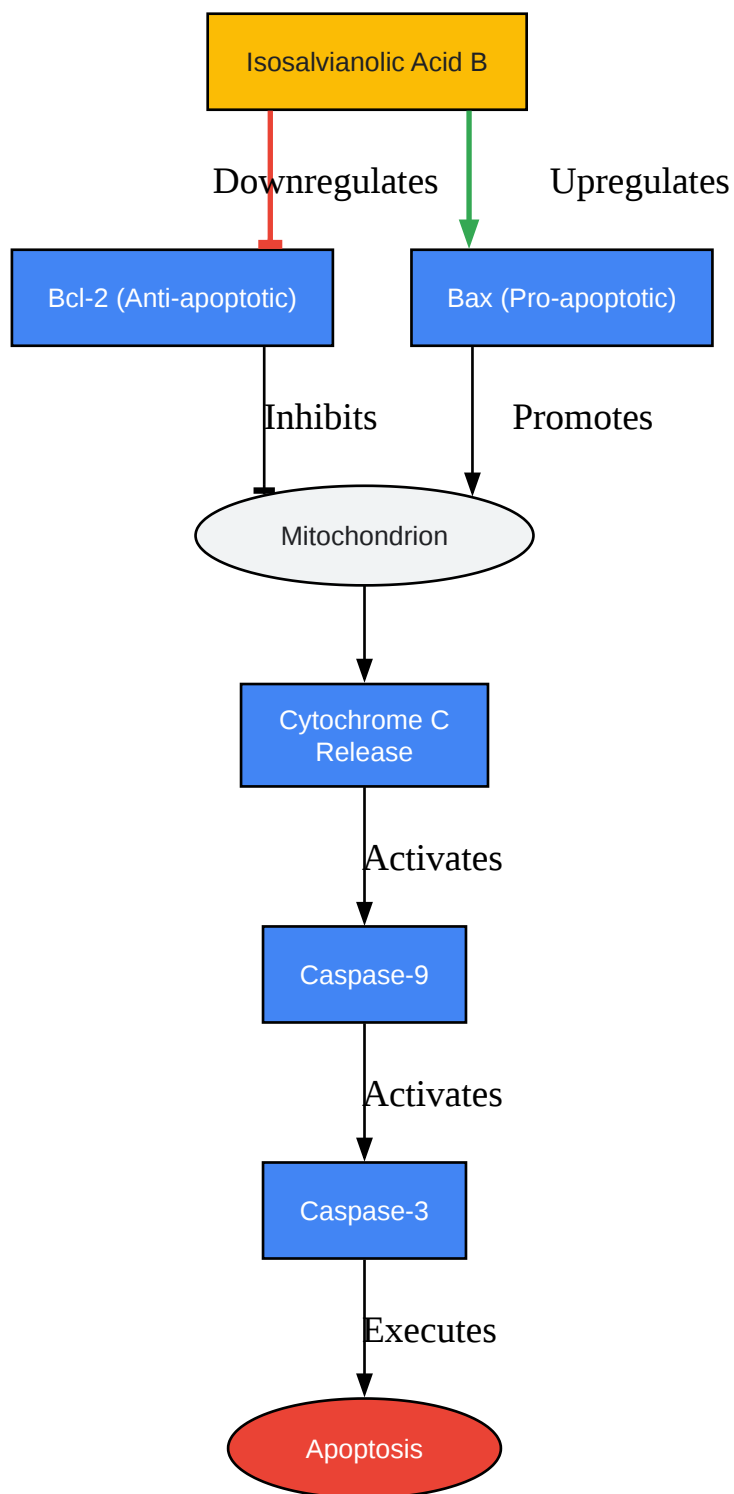 Isosalvianolic Acid B
Downregulates
Upregulates
Bcl-2 (Anti-apoptotic)
Bax (Pro-apoptotic)
Inhibits
Promotes
Mitochondrion
Cytochrome C
Release
Activates
Caspase-9
Activates
Caspase-3
Executes
Apoptosis